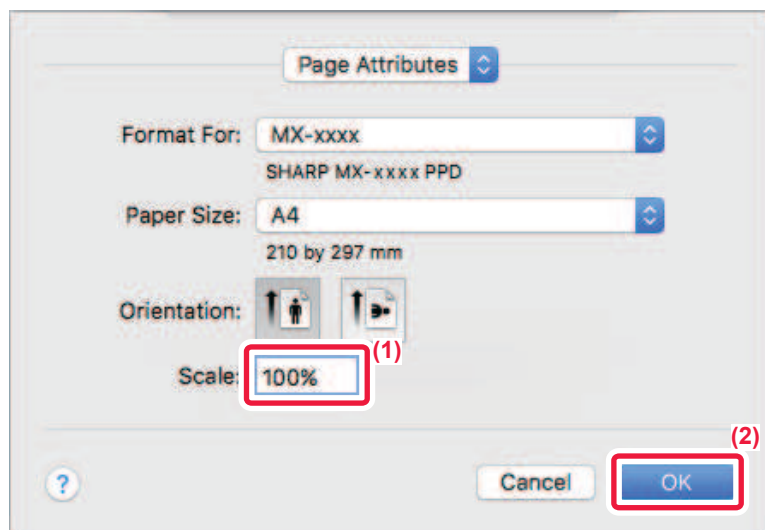 Page Attributes
Format For: MX-xxxx
SHARP MX-xxxx PPD
Paper Size: A4
210 by 297 mm
Orientation:
(1)
Scale: 100%
(2)
? Cancel OK